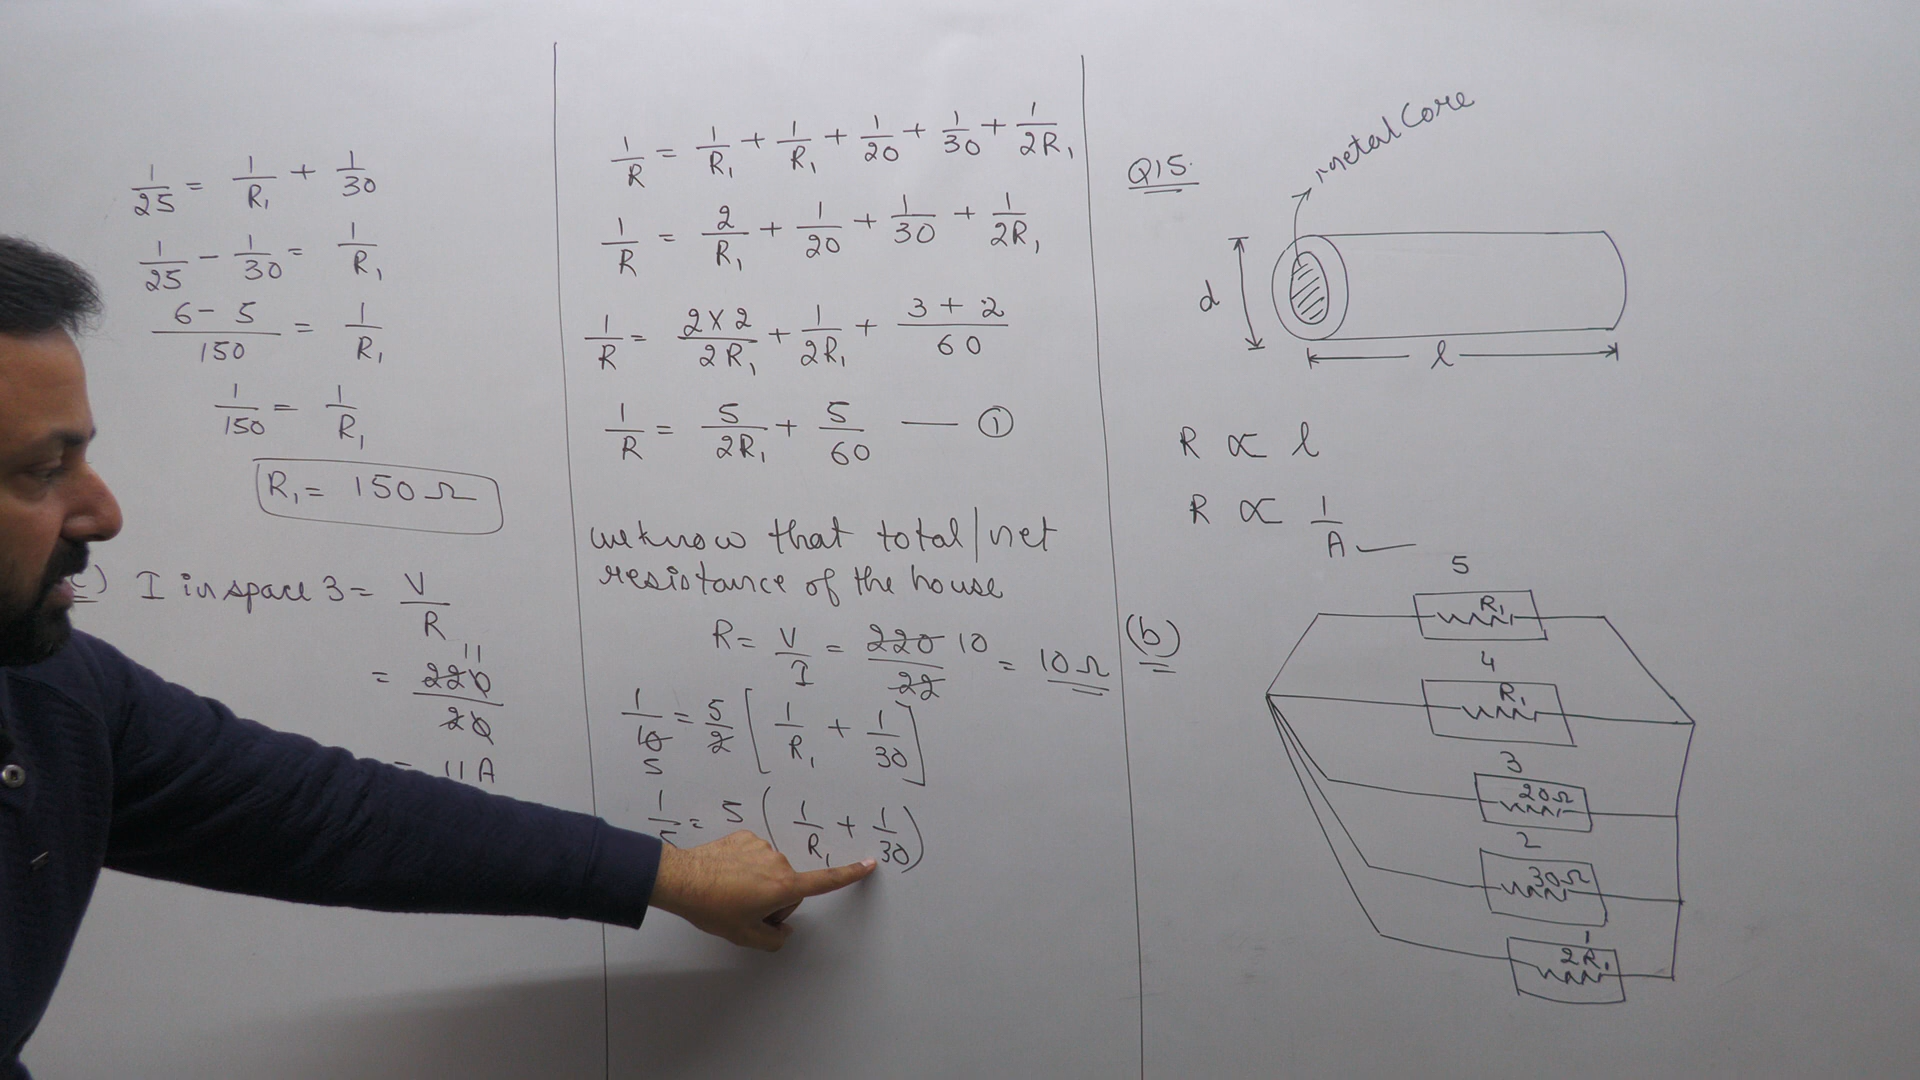 1/25 = 1/R₁ + 1/30
1/25 - 1/30 = 1/R₁
6 - 5/150 = 1/R₁
1/150 = 1/R₁
R₁ = 150 Ω
) I in space 3 = V/R
= 220/20 11
= 11A
1/R = 1/R₁ + 1/R₁ + 1/20 + 1/30 + 1/2R₁
1/R = 2/R₁ + 1/20 + 1/30 + 1/2R₁
1/R = 2×2/2R₁ + 1/2R₁ + 3+2/60
1/R = 5/2R₁ + 5/60 — ①
we know that total/net
resistance of the house
R = V/I = 220/22 10 = 10 Ω
1/10 = 5/2 [1/R₁ + 1/30]
5
1/5 = 5 (1/R₁ + 1/30)
Q15.
metal Core
d
l
R ∝ l
R ∝ 1/A
(b)
5
R₁
4
R₁
3
20Ω
2
30Ω
1
2R₁